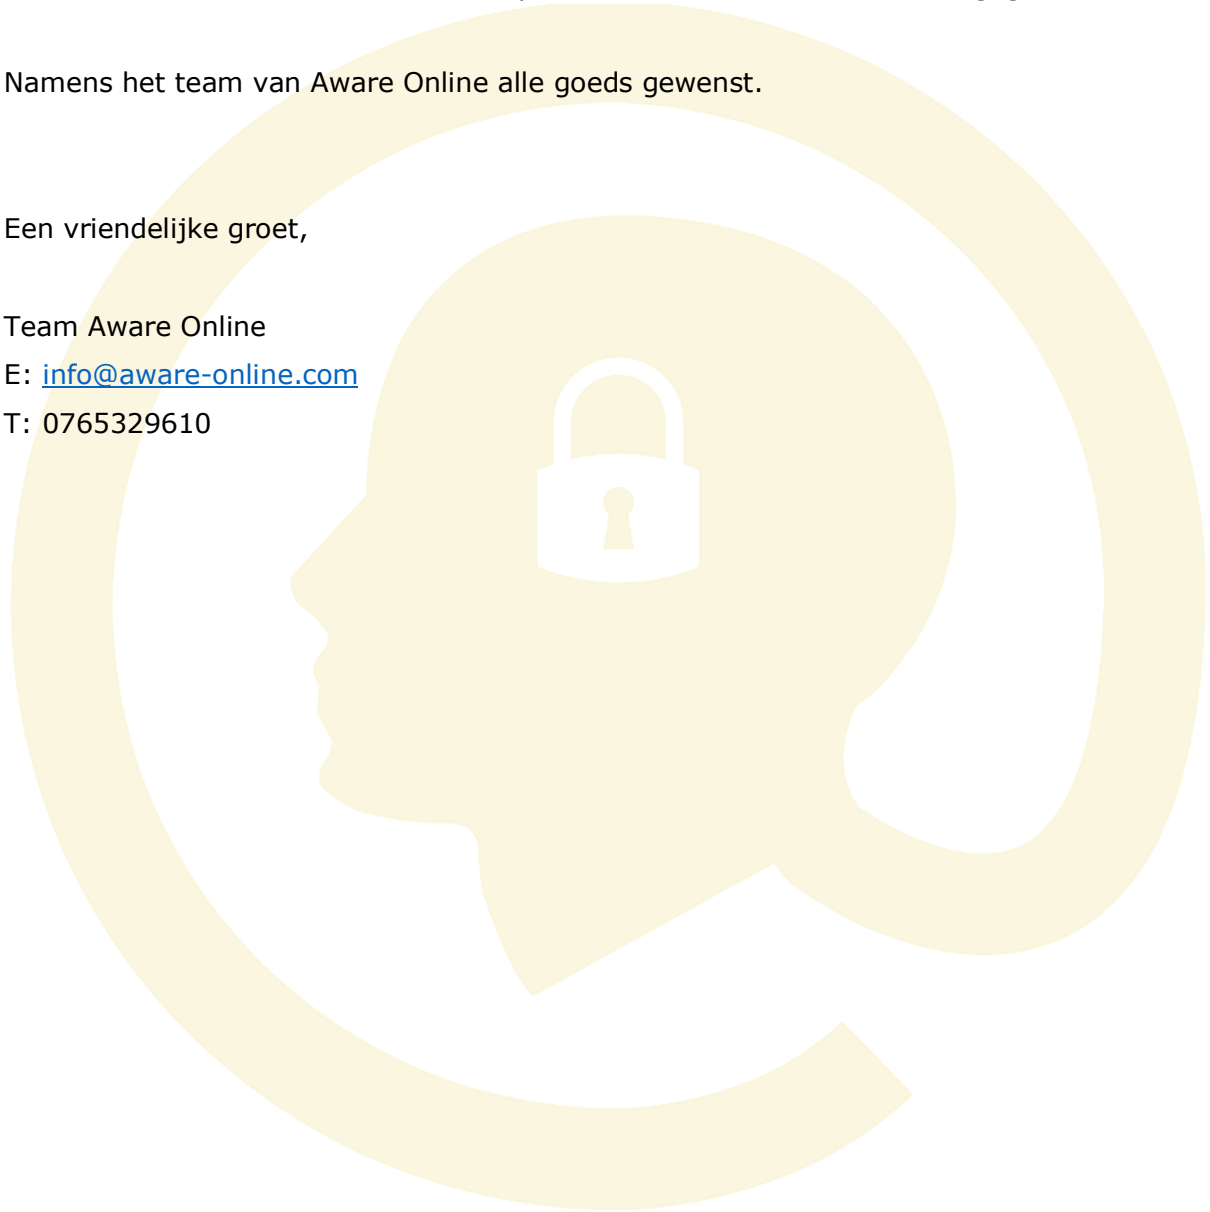 Namens het team van Aware Online alle goeds gewenst.
Een vriendelijke groet,
Team Aware Online
E: info@aware-online.com
T: 0765329610